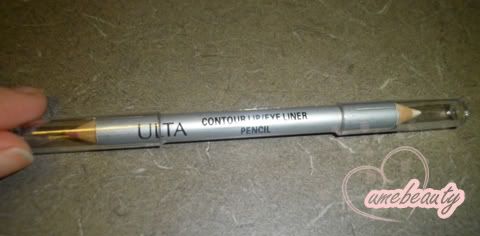 ULTA
CONTOUR LIP/EYE LINER
PENCIL
umebeauty